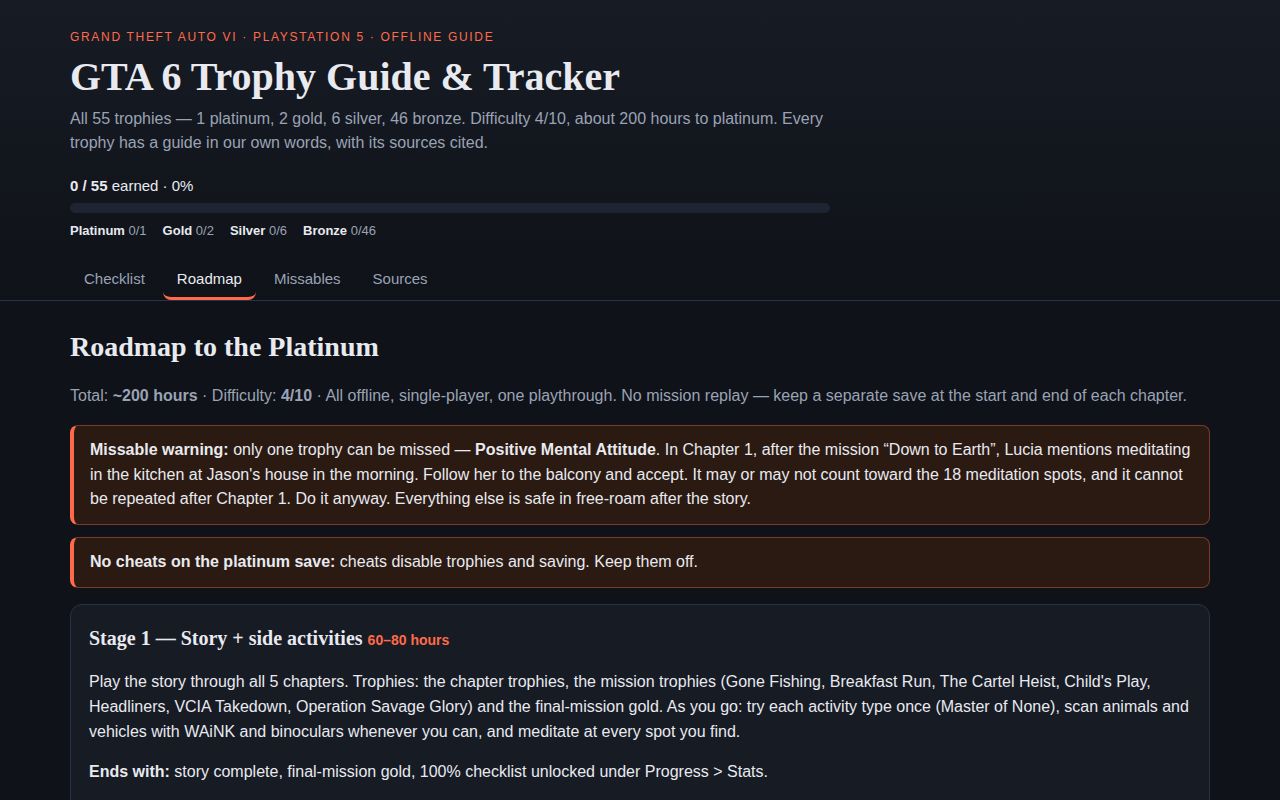 GRAND THEFT AUTO VI · PLAYSTATION 5 · OFFLINE GUIDE
GTA 6 Trophy Guide & Tracker
All 55 trophies — 1 platinum, 2 gold, 6 silver, 46 bronze. Difficulty 4/10, about 200 hours to platinum. Every
trophy has a guide in our own words, with its sources cited.
0 / 55 earned · 0%
Platinum 0/1 Gold 0/2 Silver 0/6 Bronze 0/46
Checklist Roadmap Missables Sources
Roadmap to the Platinum
Total: ~200 hours · Difficulty: 4/10 · All offline, single-player, one playthrough. No mission replay — keep a separate save at the start and end of each chapter.
Missable warning: only one trophy can be missed — Positive Mental Attitude. In Chapter 1, after the mission “Down to Earth”, Lucia mentions meditating
in the kitchen at Jason's house in the morning. Follow her to the balcony and accept. It may or may not count toward the 18 meditation spots, and it cannot
be repeated after Chapter 1. Do it anyway. Everything else is safe in free-roam after the story.
No cheats on the platinum save: cheats disable trophies and saving. Keep them off.
Stage 1 — Story + side activities 60–80 hours
Play the story through all 5 chapters. Trophies: the chapter trophies, the mission trophies (Gone Fishing, Breakfast Run, The Cartel Heist, Child's Play,
Headliners, VCIA Takedown, Operation Savage Glory) and the final-mission gold. As you go: try each activity type once (Master of None), scan animals and
vehicles with WAiNK and binoculars whenever you can, and meditate at every spot you find.
Ends with: story complete, final-mission gold, 100% checklist unlocked under Progress > Stats.